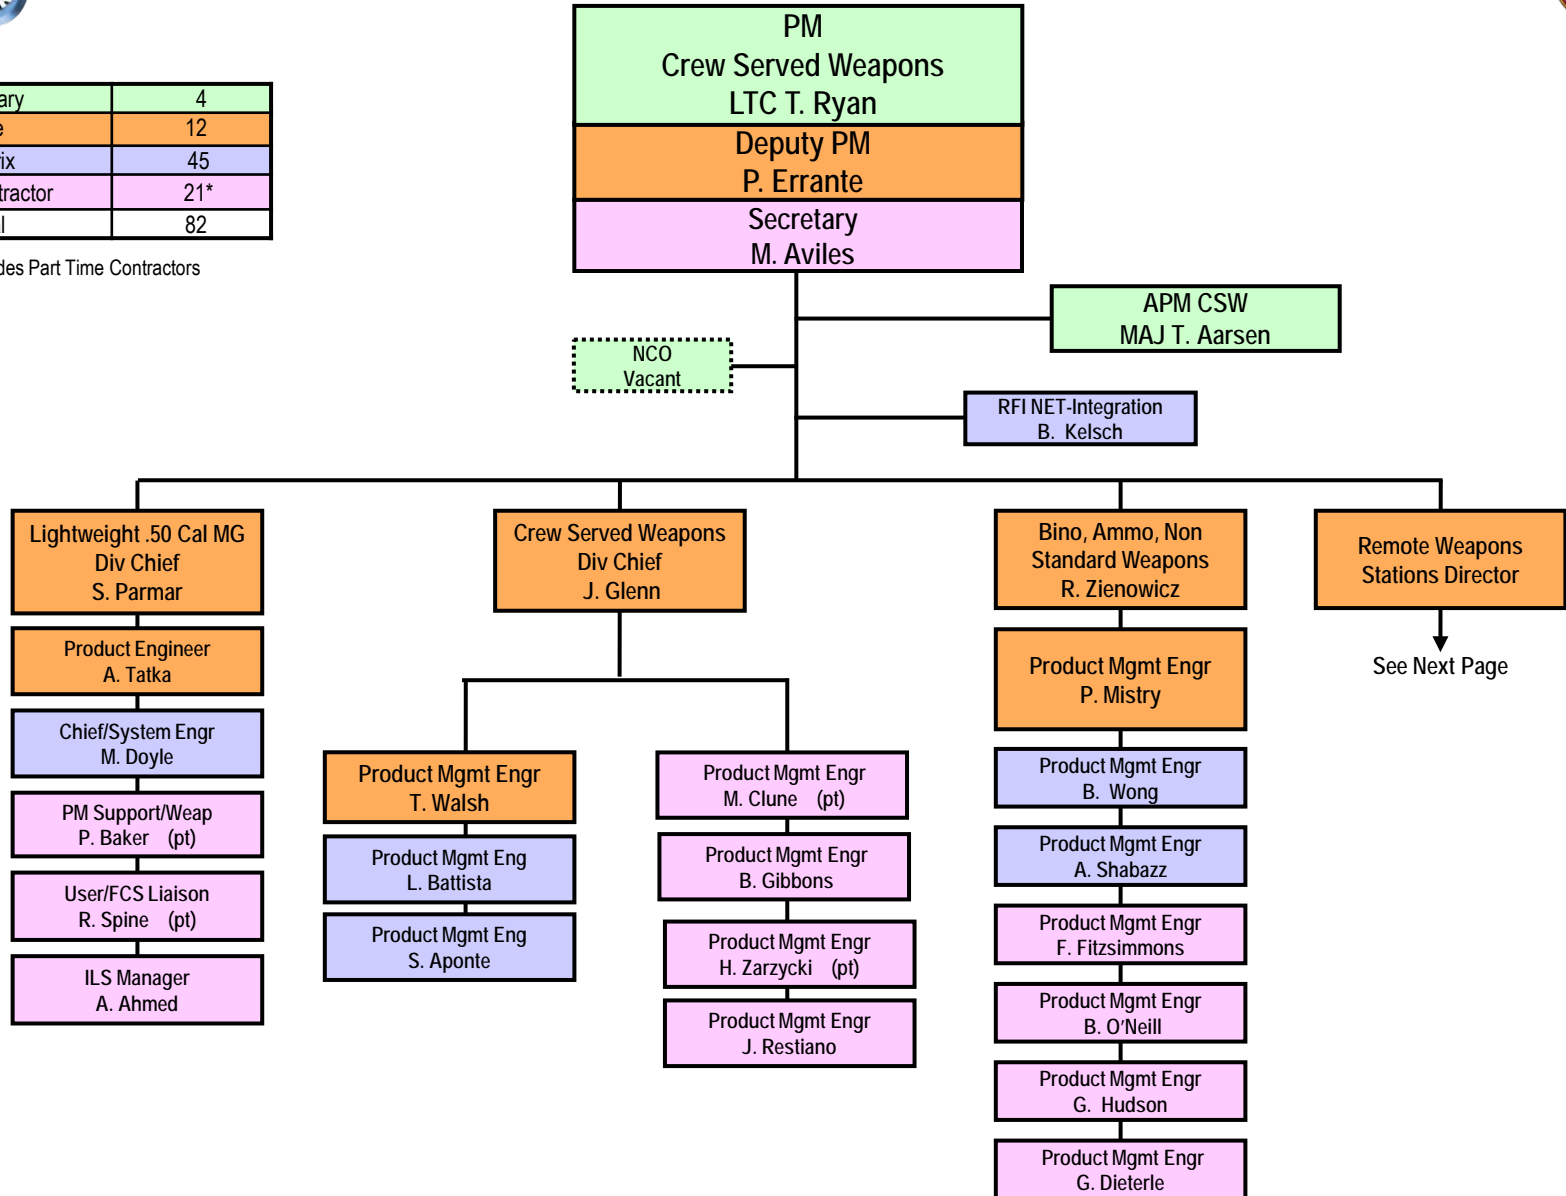 PM
Crew Served Weapons
LTC T. Ryan
Deputy PM
P. Errante
Secretary
M. Aviles
ary 4
e 12
ix 45
tractor 21*
l 82
des Part Time Contractors
APM CSW
MAJ T. Aarsen
NCO
Vacant
RFI NET-Integration
B. Kelsch
Lightweight .50 Cal MG
Div Chief
S. Parmar
Product Engineer
A. Tatka
Chief/System Engr
M. Doyle
PM Support/Weap
P. Baker (pt)
User/FCS Liaison
R. Spine (pt)
ILS Manager
A. Ahmed
Crew Served Weapons
Div Chief
J. Glenn
Product Mgmt Engr
T. Walsh
Product Mgmt Eng
L. Battista
Product Mgmt Eng
S. Aponte
Product Mgmt Engr
M. Clune (pt)
Product Mgmt Engr
B. Gibbons
Product Mgmt Engr
H. Zarzycki (pt)
Product Mgmt Engr
J. Restiano
Bino, Ammo, Non
Standard Weapons
R. Zienowicz
Product Mgmt Engr
P. Mistry
Product Mgmt Engr
B. Wong
Product Mgmt Engr
A. Shabazz
Product Mgmt Engr
F. Fitzsimmons
Product Mgmt Engr
B. O'Neill
Product Mgmt Engr
G. Hudson
Product Mgmt Engr
G. Dieterle
Remote Weapons
Stations Director
See Next Page